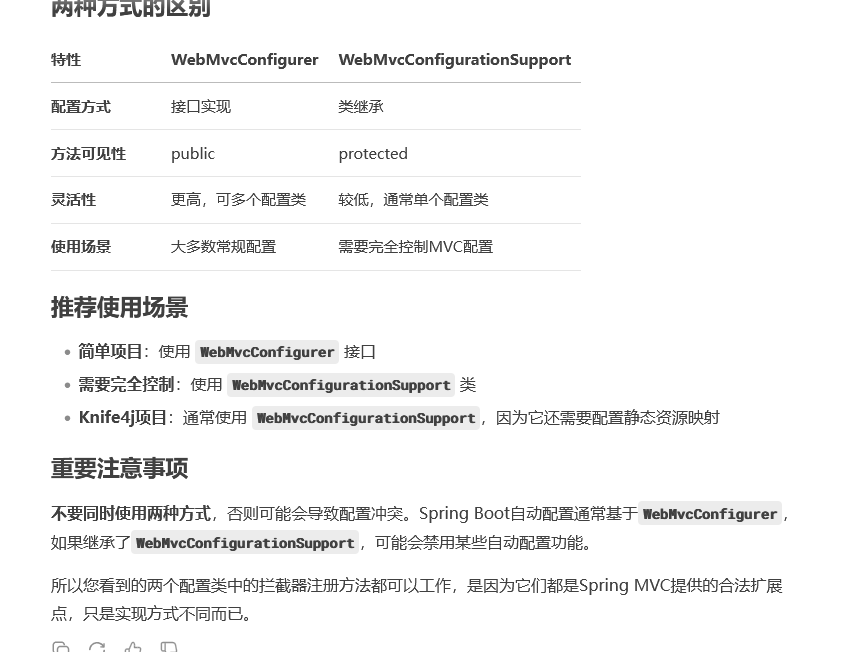 两种方式的区别
特性 WebMvcConfigurer WebMvcConfigurationSupport
配置方式 接口实现 类继承
方法可见性 public protected
灵活性 更高，可多个配置类 较低，通常单个配置类
使用场景 大多数常规配置 需要完全控制MVC配置
推荐使用场景
简单项目：使用 WebMvcConfigurer 接口
需要完全控制：使用 WebMvcConfigurationSupport 类
Knife4j项目：通常使用 WebMvcConfigurationSupport，因为它还需要配置静态资源映射
重要注意事项
不要同时使用两种方式，否则可能会导致配置冲突。Spring Boot自动配置通常基于 WebMvcConfigurer，
如果继承了 WebMvcConfigurationSupport，可能会禁用某些自动配置功能。
所以您看到的两个配置类中的拦截器注册方法都可以工作，是因为它们都是Spring MVC提供的合法扩展
点，只是实现方式不同而已。